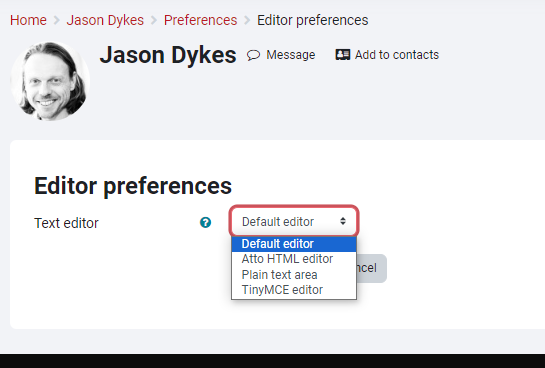 Home > Jason Dykes > Preferences > Editor preferences
Jason Dykes Message Add to contacts
Editor preferences
Text editor ? Default editor
Default editor
Atto HTML editor
Plain text area
TinyMCE editor